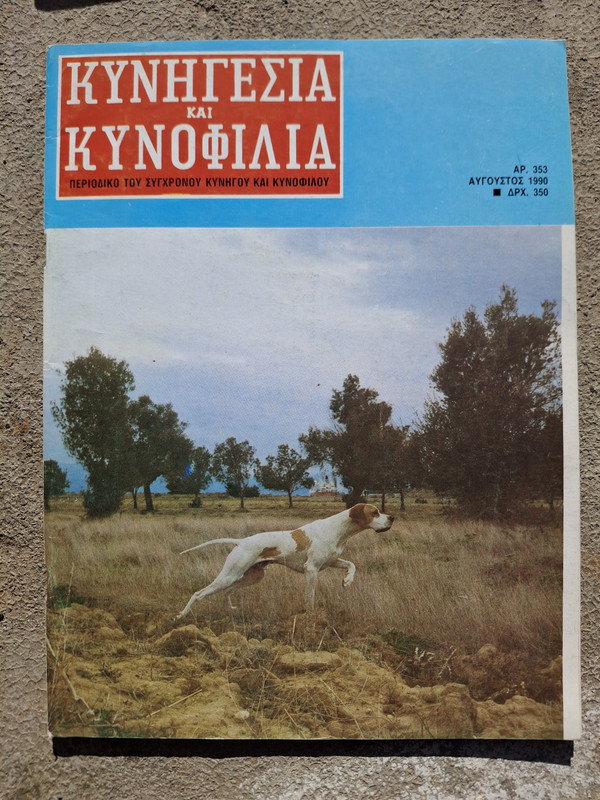 ΚΥΝΗΓΕΣΙΑ
ΚΑΙ
ΚΥΝΟΦΙΛΙΑ
ΠΕΡΙΟΔΙΚΟ ΤΟΥ ΣΥΓΧΡΟΝΟΥ ΚΥΝΗΓΟΥ ΚΑΙ ΚΥΝΟΦΙΛΟΥ
ΑΡ. 353
ΑΥΓΟΥΣΤΟΣ 1990
■ ΔΡΧ. 350